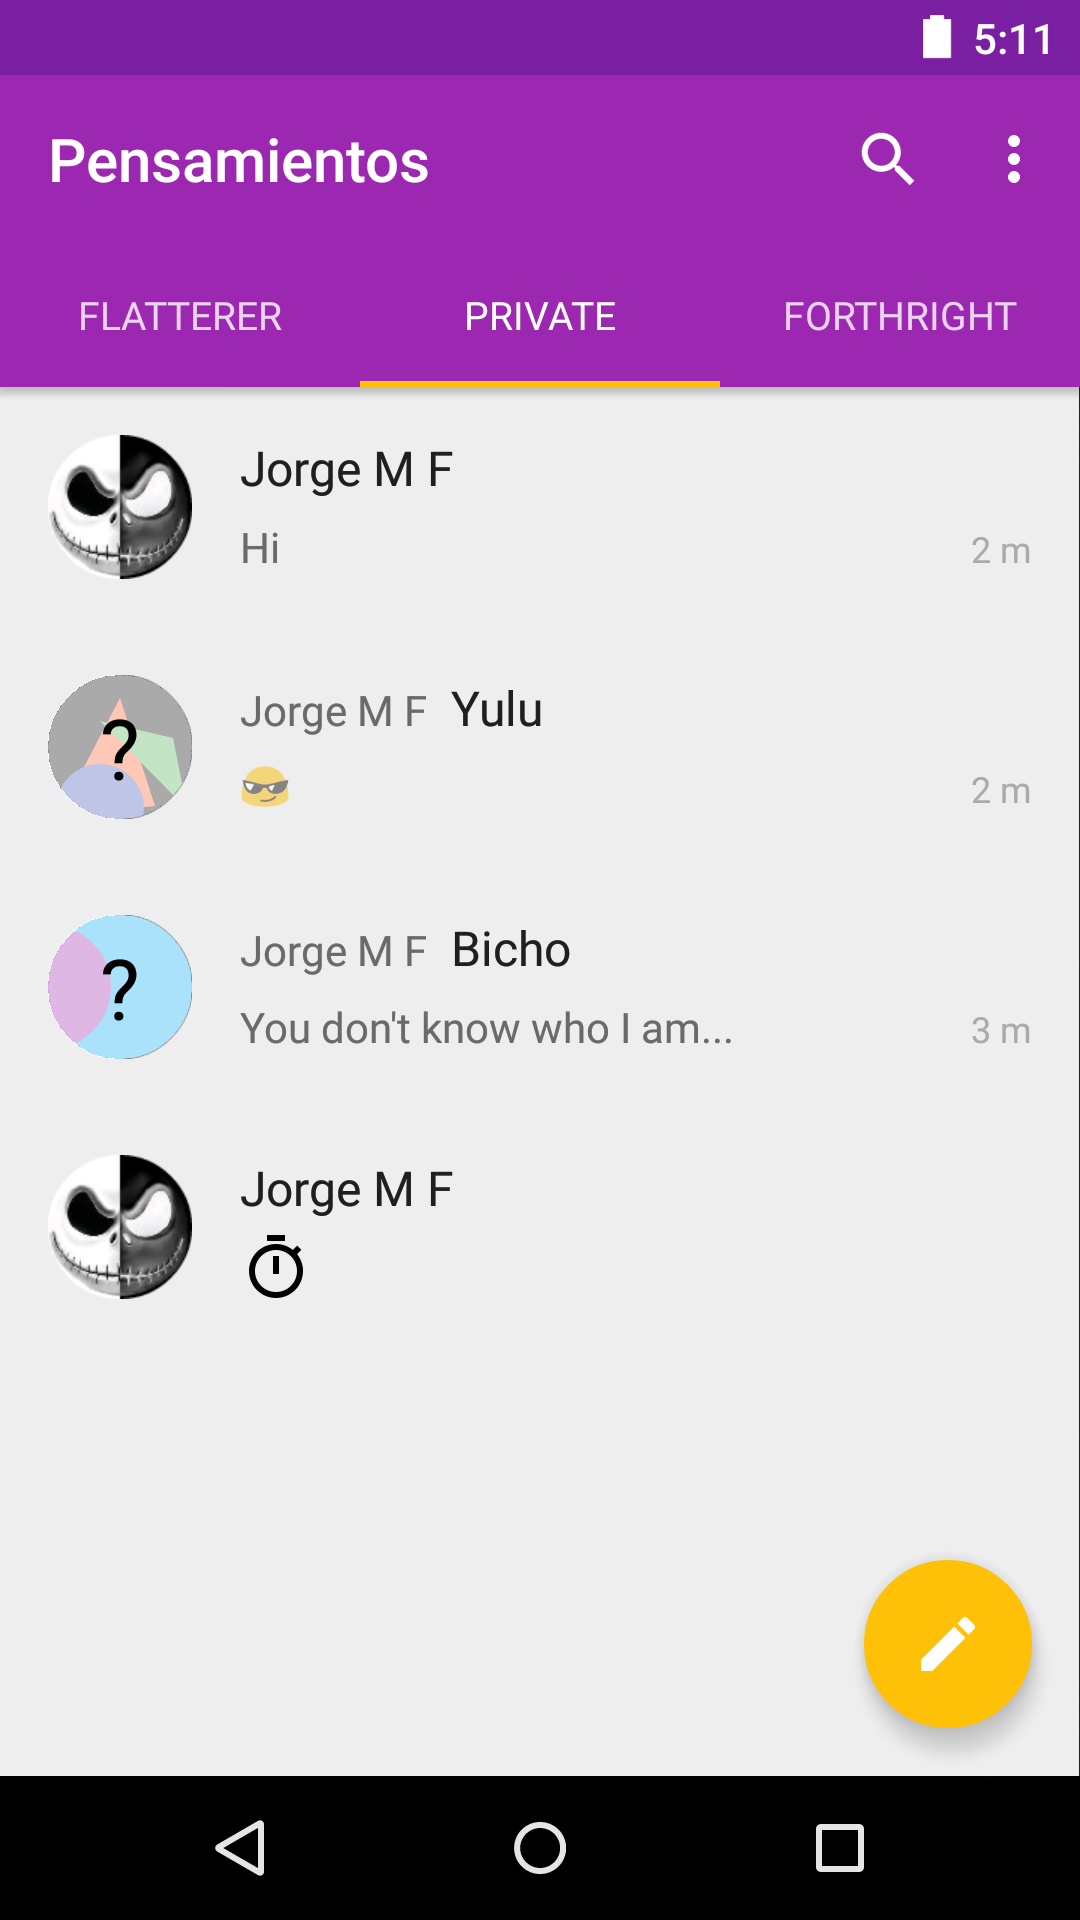 5:11
Pensamientos
FLATTERER PRIVATE FORTHRIGHT
Jorge M F
Hi 2 m
? Jorge M F Yulu
😎 2 m
? Jorge M F Bicho
You don't know who I am... 3 m
Jorge M F